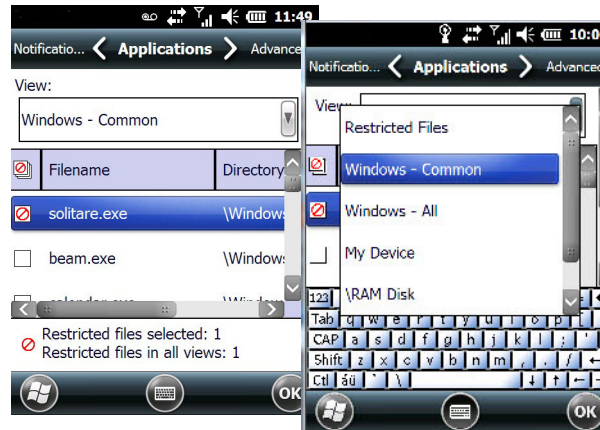 11:49
Notificatio... Applications Advance
View:
Windows - Common
Filename Directory
solitare.exe \Windows
beam.exe \Windows
Restricted files selected: 1
Restricted files in all views: 1
OK
10:0
Notificatio... Applications Advanced
View:
Restricted Files
Windows - Common
Windows - All
My Device
\RAM Disk
123
Tab q w e r t y u i o p [
CAP a s d f g h j k l ; '
Shift z x c v b n m , . /
Ctl áü ` \
OK